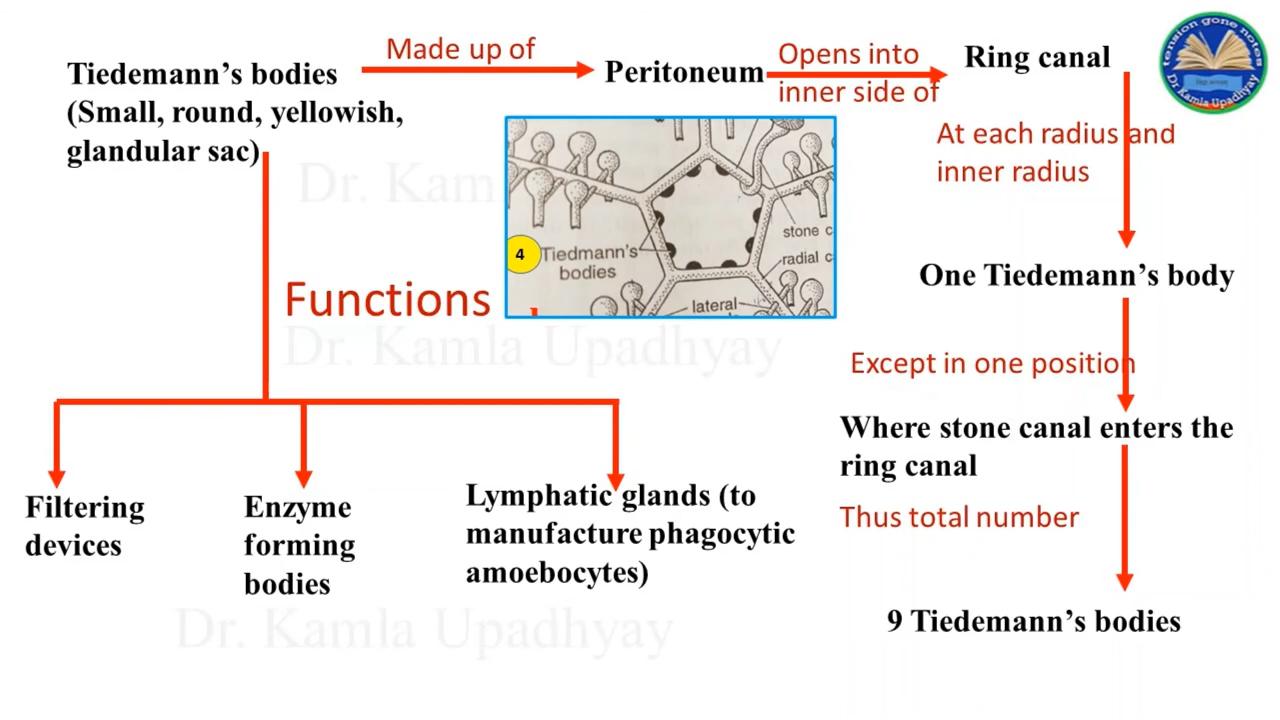 Tiedemann's bodies
(Small, round, yellowish,
glandular sac)
Made up of
Peritoneum
Opens into
inner side of
Ring canal
At each radius and
inner radius
One Tiedemann's body
Except in one position
Where stone canal enters the
ring canal
Thus total number
9 Tiedemann's bodies
4
Tiedmann's
bodies
stone c
radial c
lateral
Functions
Filtering
devices
Enzyme
forming
bodies
Lymphatic glands (to
manufacture phagocytic
amoebocytes)
tension gone notes
Dr Kamla Upadhyay
Dr. Kam
Dr. Kamla Upadhyay
Dr. Kamla Upadhyay